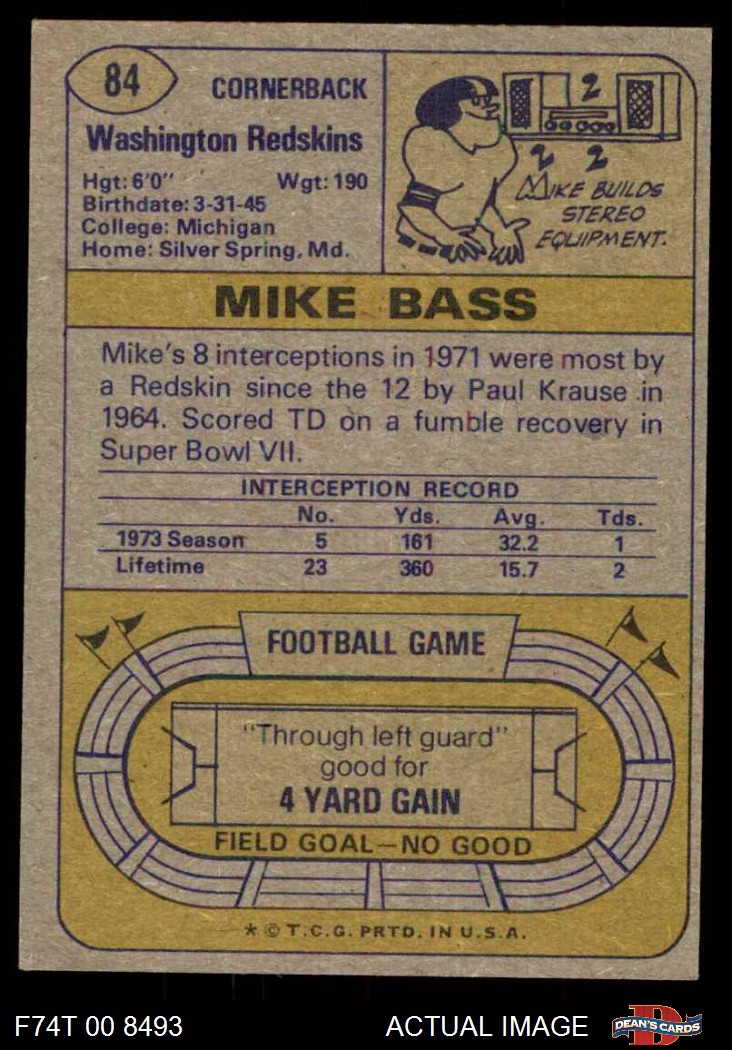 84
CORNERBACK
Washington Redskins
Hgt: 6'0" Wgt: 190
Birthdate: 3-31-45
College: Michigan
Home: Silver Spring, Md.
2
2 2
MIKE BUILDS
STEREO
EQUIPMENT.
MIKE BASS
Mike's 8 interceptions in 1971 were most by
a Redskin since the 12 by Paul Krause in
1964. Scored TD on a fumble recovery in
Super Bowl VII.
INTERCEPTION RECORD
No. Yds. Avg. Tds.
1973 Season 5 161 32.2 1
Lifetime 23 360 15.7 2
FOOTBALL GAME
"Through left guard"
good for
4 YARD GAIN
FIELD GOAL—NO GOOD
* © T.C.G. PRTD. IN U.S.A.
F74T 00 8493 ACTUAL IMAGE
D
DEAN'S CARDS